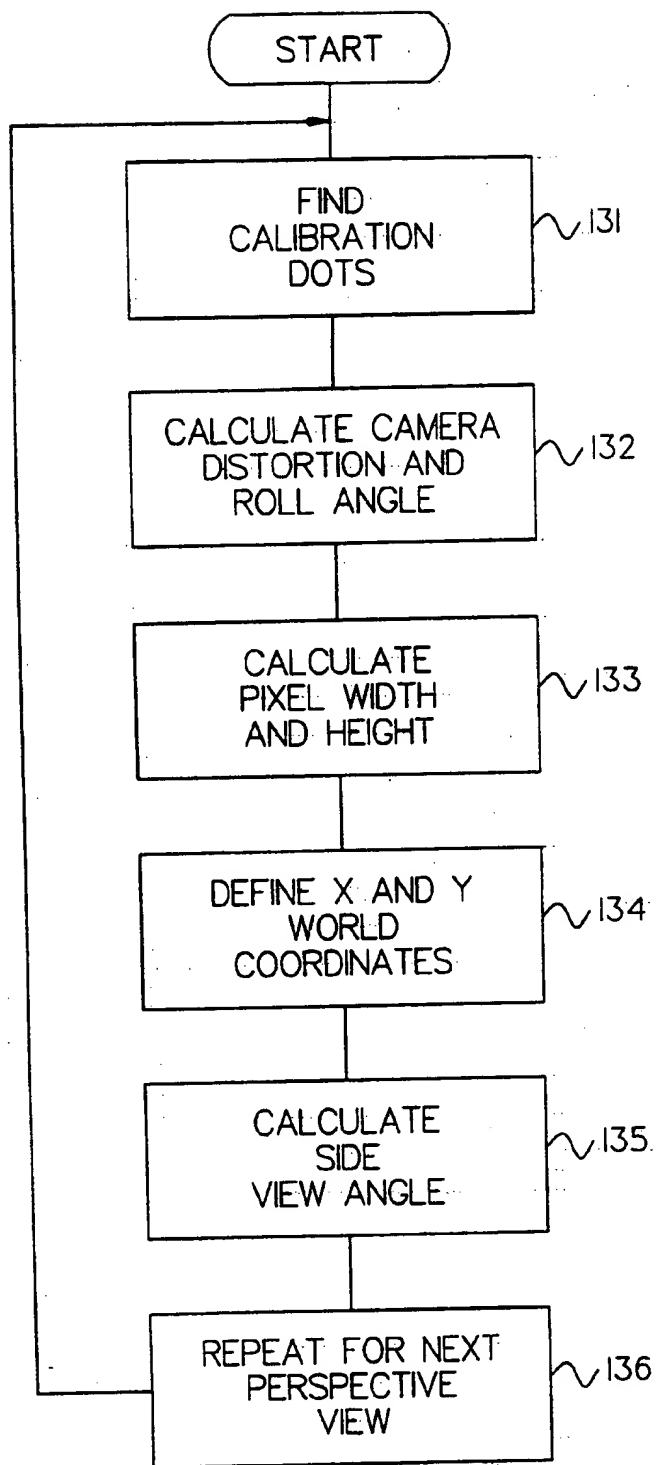 START
FIND
CALIBRATION
DOTS
131
CALCULATE CAMERA
DISTORTION AND
ROLL ANGLE
132
CALCULATE
PIXEL WIDTH
AND HEIGHT
133
DEFINE X AND Y
WORLD
COORDINATES
134
CALCULATE
SIDE
VIEW ANGLE
135
REPEAT FOR NEXT
PERSPECTIVE
VIEW
136